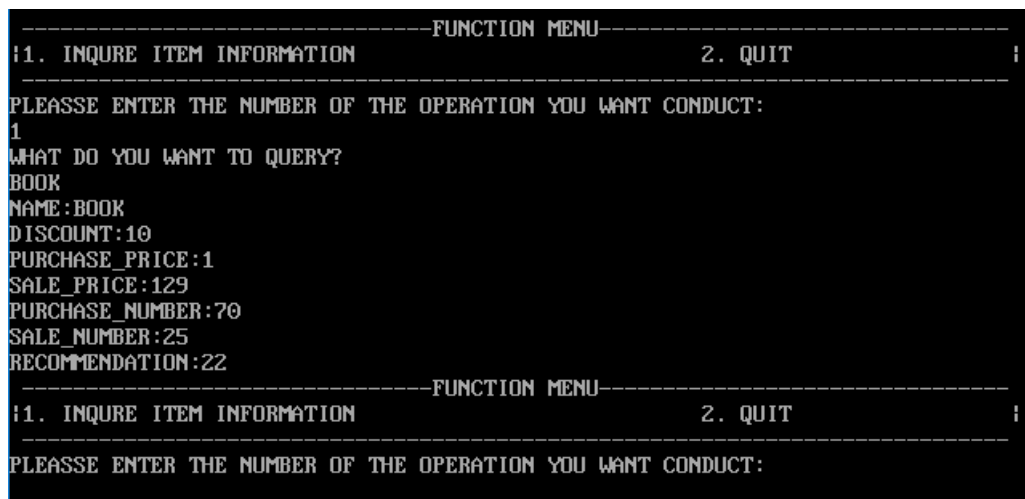 --------------------------------FUNCTION MENU--------------------------------
|1. INQURE ITEM INFORMATION 2. QUIT |
-----------------------------------------------------------------------------
PLEASSE ENTER THE NUMBER OF THE OPERATION YOU WANT CONDUCT:
1
WHAT DO YOU WANT TO QUERY?
BOOK
NAME:BOOK
DISCOUNT:10
PURCHASE_PRICE:1
SALE_PRICE:129
PURCHASE_NUMBER:70
SALE_NUMBER:25
RECOMMENDATION:22
--------------------------------FUNCTION MENU--------------------------------
|1. INQURE ITEM INFORMATION 2. QUIT |
-----------------------------------------------------------------------------
PLEASSE ENTER THE NUMBER OF THE OPERATION YOU WANT CONDUCT: